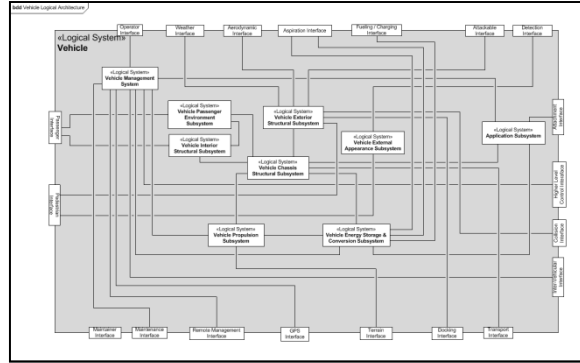 bdd Vehicle Logical Architecture
Operator
Interface
Weather
Interface
Aerodynamic
Interface
Aspiration Interface
Fueling / Charging
Interface
Attackable
Interface
Detection
Interface
«Logical System»
Vehicle
«Logical System»
Vehicle Management
System
«Logical System»
Vehicle Passenger
Environment
Subsystem
«Logical System»
Vehicle Interior
Structural Subsystem
«Logical System»
Vehicle Exterior
Structural Subsystem
«Logical System»
Vehicle External
Appearance Subsystem
«Logical System»
Application Subsystem
«Logical System»
Vehicle Chassis
Structural Subsystem
«Logical System»
Vehicle Propulsion
Subsystem
«Logical System»
Vehicle Energy Storage &
Conversion Subsystem
Passenger
Interface
Pedestrian
Interface
Attachment
Interface
Higher Level
Control Interface
Collision
Interface
Inter-Vehicular
Interface
Maintainer
Interface
Maintenance
Interface
Remote Management
Interface
GPS
Interface
Terrain
Interface
Docking
Interface
Transport
Interface